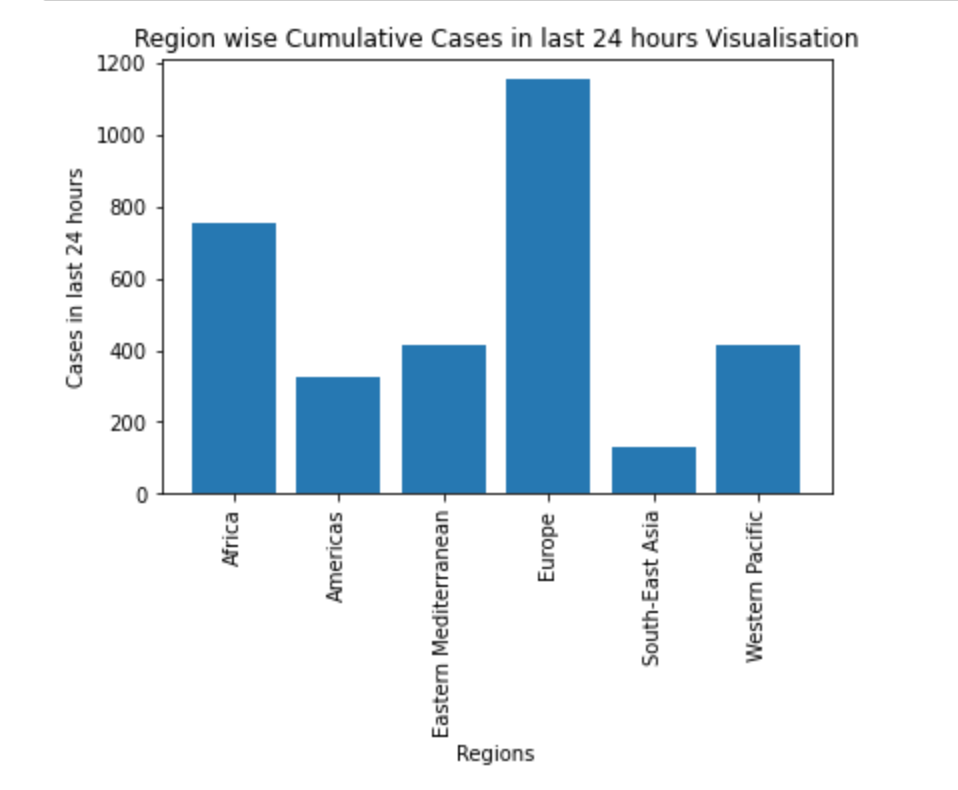 Region wise Cumulative Cases in last 24 hours Visualisation
1200
1000
800
600
400
200
0
Cases in last 24 hours
Africa
Americas
Eastern Mediterranean
Europe
South-East Asia
Western Pacific
Regions